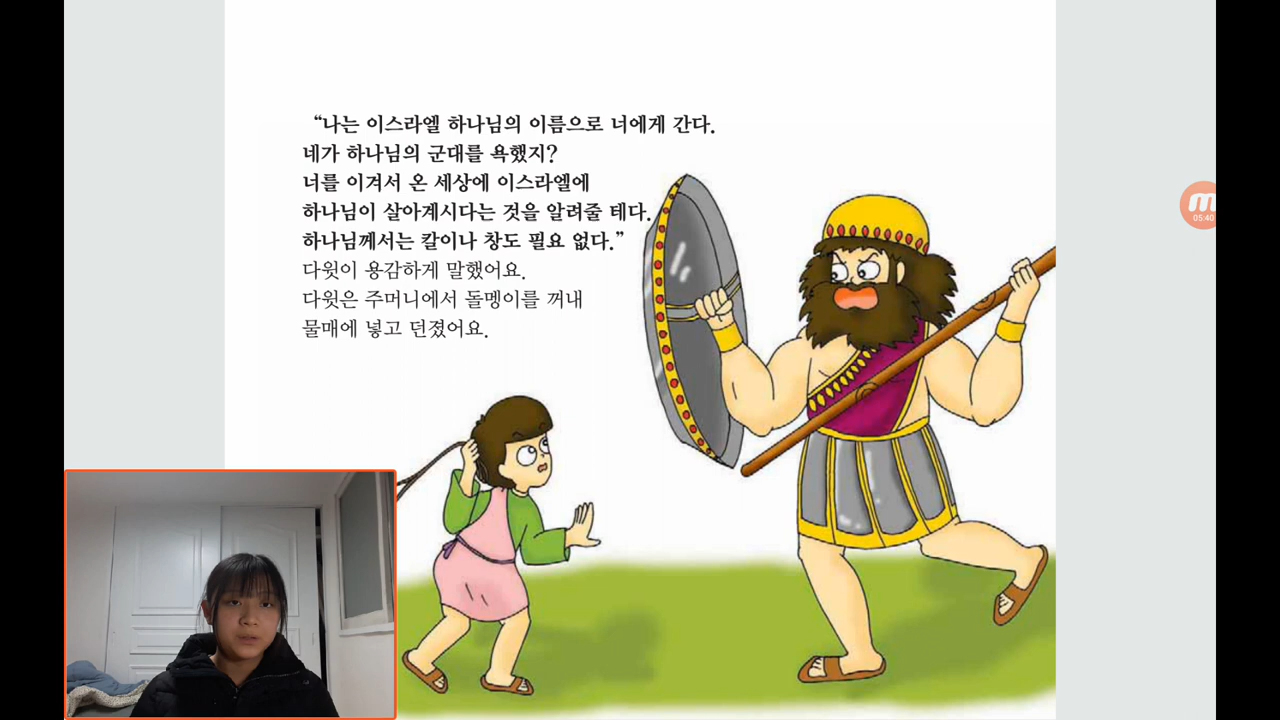 “나는 이스라엘 하나님의 이름으로 너에게 간다.
네가 하나님의 군대를 욕했지?
너를 이겨서 온 세상에 이스라엘에
하나님이 살아계시다는 것을 알려줄 테다.
하나님께서는 칼이나 창도 필요 없다.”
다윗이 용감하게 말했어요.
다윗은 주머니에서 돌멩이를 꺼내
물매에 넣고 던졌어요.
m
05:40